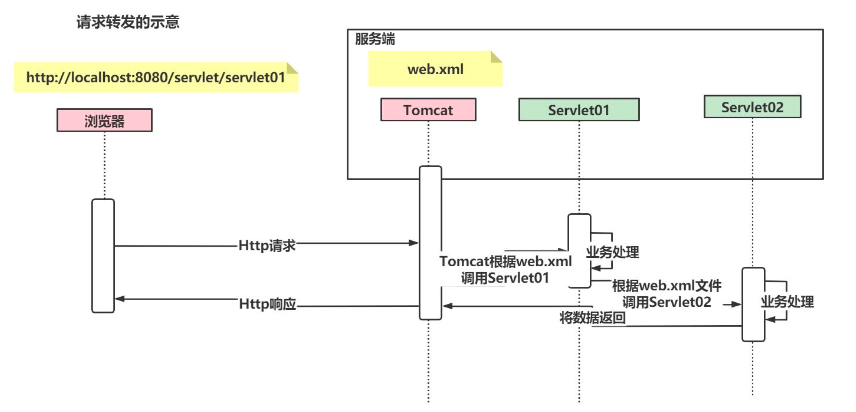 请求转发的示意
服务端
http://localhost:8080/servlet/servlet01
web.xml
浏览器
Tomcat
Servlet01
Servlet02
Http请求
业务处理
Tomcat根据web.xml
调用Servlet01
根据web.xml文件
调用Servlet02
业务处理
Http响应
将数据返回